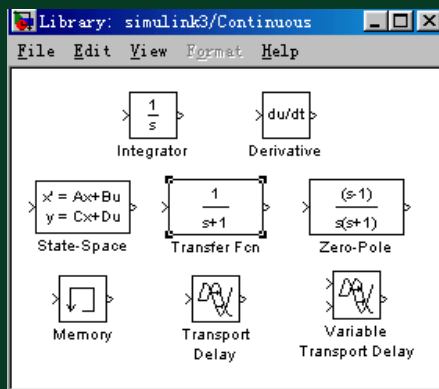 Library: simulink3/Continuous
File Edit View Format Help
1
s
du/dt
Integrator Derivative
x' = Ax+Bu
y = Cx+Du
1
s+1
(s-1)
s(s+1)
State-Space Transfer Fcn Zero-Pole
Memory
Transport
Delay
Variable
Transport Delay